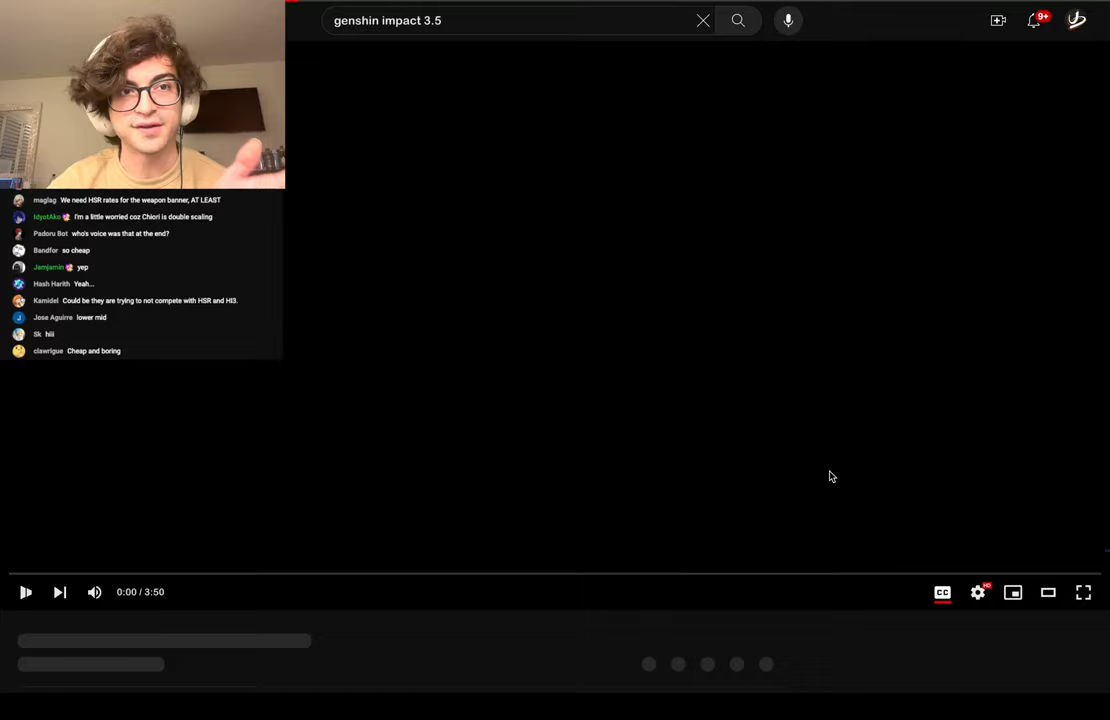 genshin impact 3.5
9+
maglag We need HSR rates for the weapon banner, AT LEAST
IdyotAko I'm a little worried coz Chiori is double scaling
Padoru Bot who's voice was that at the end?
Bandfor so cheap
Jamjamin yep
Hash Harith Yeah...
Kamidel Could be they are trying to not compete with HSR and HI3.
J Jose Aguirre lower mid
Sk hiii
clawrigue Cheap and boring
0:00 / 3:50
CC
HD